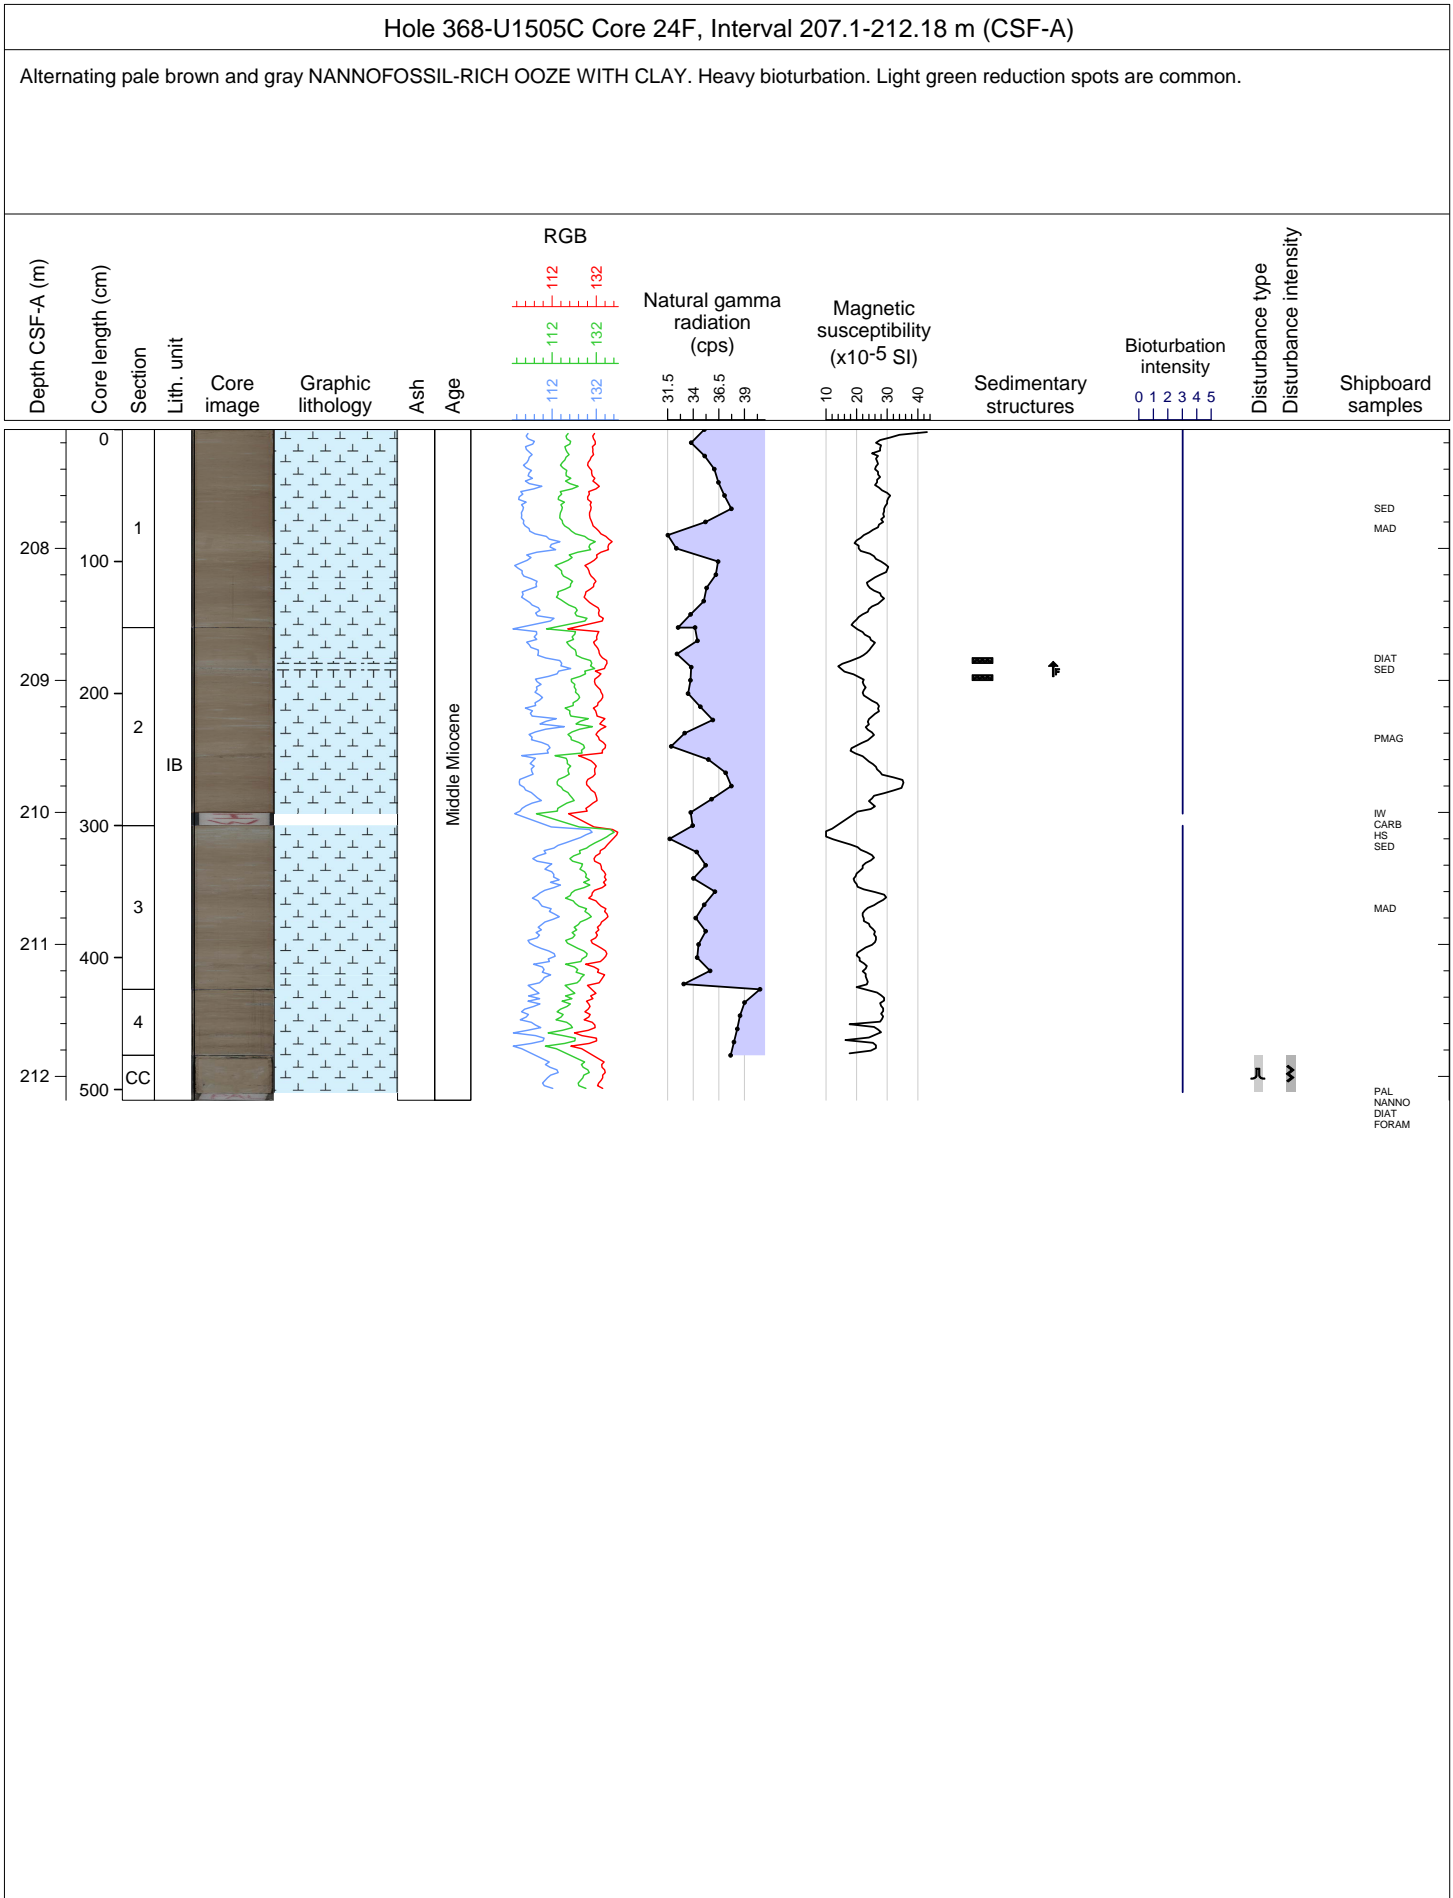 Hole 368-U1505C Core 24F, Interval 207.1-212.18 m (CSF-A)
Alternating pale brown and gray NANNOFOSSIL-RICH OOZE WITH CLAY. Heavy bioturbation. Light green reduction spots are common.
Depth CSF-A (m)
Core length (cm)
Section
Lith. unit
Core
image
Graphic
lithology
Ash
Age
RGB
112 132
112 132
112 132
Natural gamma
radiation
(cps)
31.5 34 36.5 39
Magnetic
susceptibility
(x10-5 SI)
10 20 30 40
Sedimentary
structures
Bioturbation
intensity
0 1 2 3 4 5
Disturbance type
Disturbance intensity
Shipboard
samples
208
209
210
211
212
0
100
200
300
400
500
1
2
3
4
CC
IB
Middle Miocene
SED
MAD
DIAT
SED
PMAG
IW
CARB
HS
SED
MAD
PAL
NANNO
DIAT
FORAM